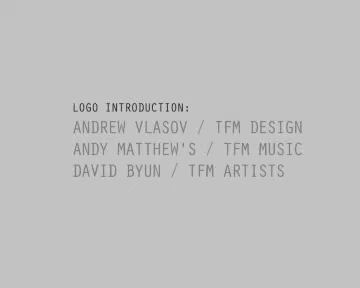 LOGO INTRODUCTION:
ANDREW VLASOV / TFM DESIGN
ANDY MATTHEW'S / TFM MUSIC
DAVID BYUN / TFM ARTISTS